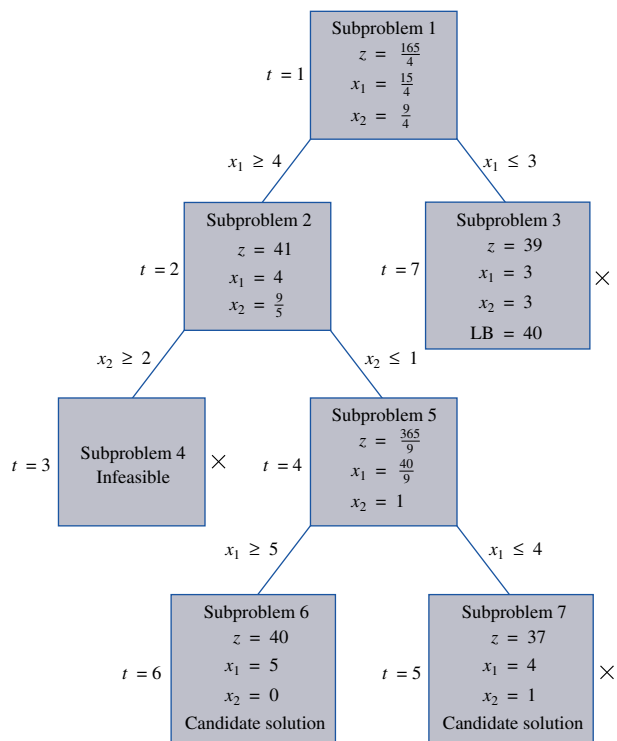 Subproblem 1
z = 165/4
t = 1
x₁ = 15/4
x₂ = 9/4
x₁ ≥ 4
x₁ ≤ 3
Subproblem 2
z = 41
t = 2
x₁ = 4
x₂ = 9/5
Subproblem 3
z = 39
t = 7
x₁ = 3
×
x₂ = 3
LB = 40
x₂ ≥ 2
x₂ ≤ 1
t = 3
Subproblem 4
Infeasible
×
Subproblem 5
z = 365/9
t = 4
x₁ = 40/9
x₂ = 1
x₁ ≥ 5
x₁ ≤ 4
Subproblem 6
z = 40
t = 6
x₁ = 5
x₂ = 0
Candidate solution
Subproblem 7
z = 37
t = 5
x₁ = 4
×
x₂ = 1
Candidate solution